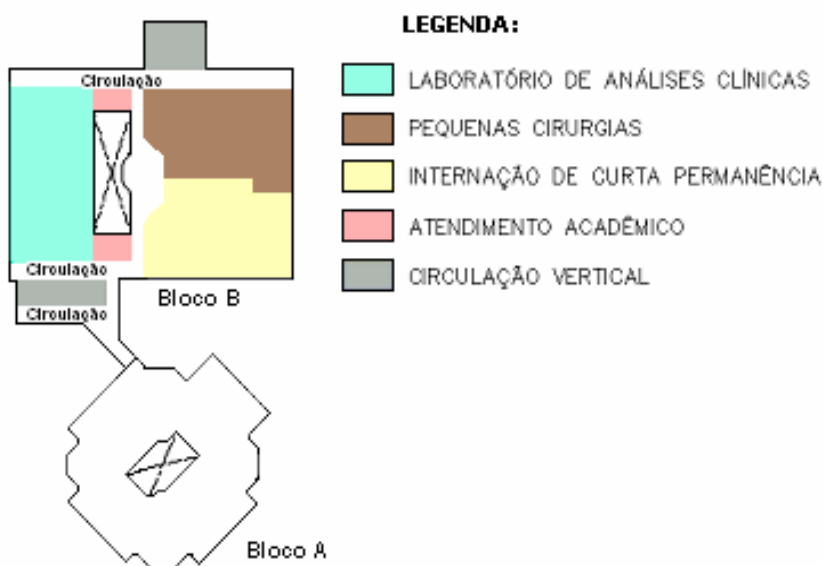 LEGENDA:
Circulação
LABORATÓRIO DE ANÁLISES CLÍNICAS
PEQUENAS CIRURGIAS
INTERNAÇÃO DE CURTA PERMANÊNCIA
ATENDIMENTO ACADÊMICO
Circulação
CIRCULAÇÃO VERTICAL
Bloco B
Circulação
Bloco A